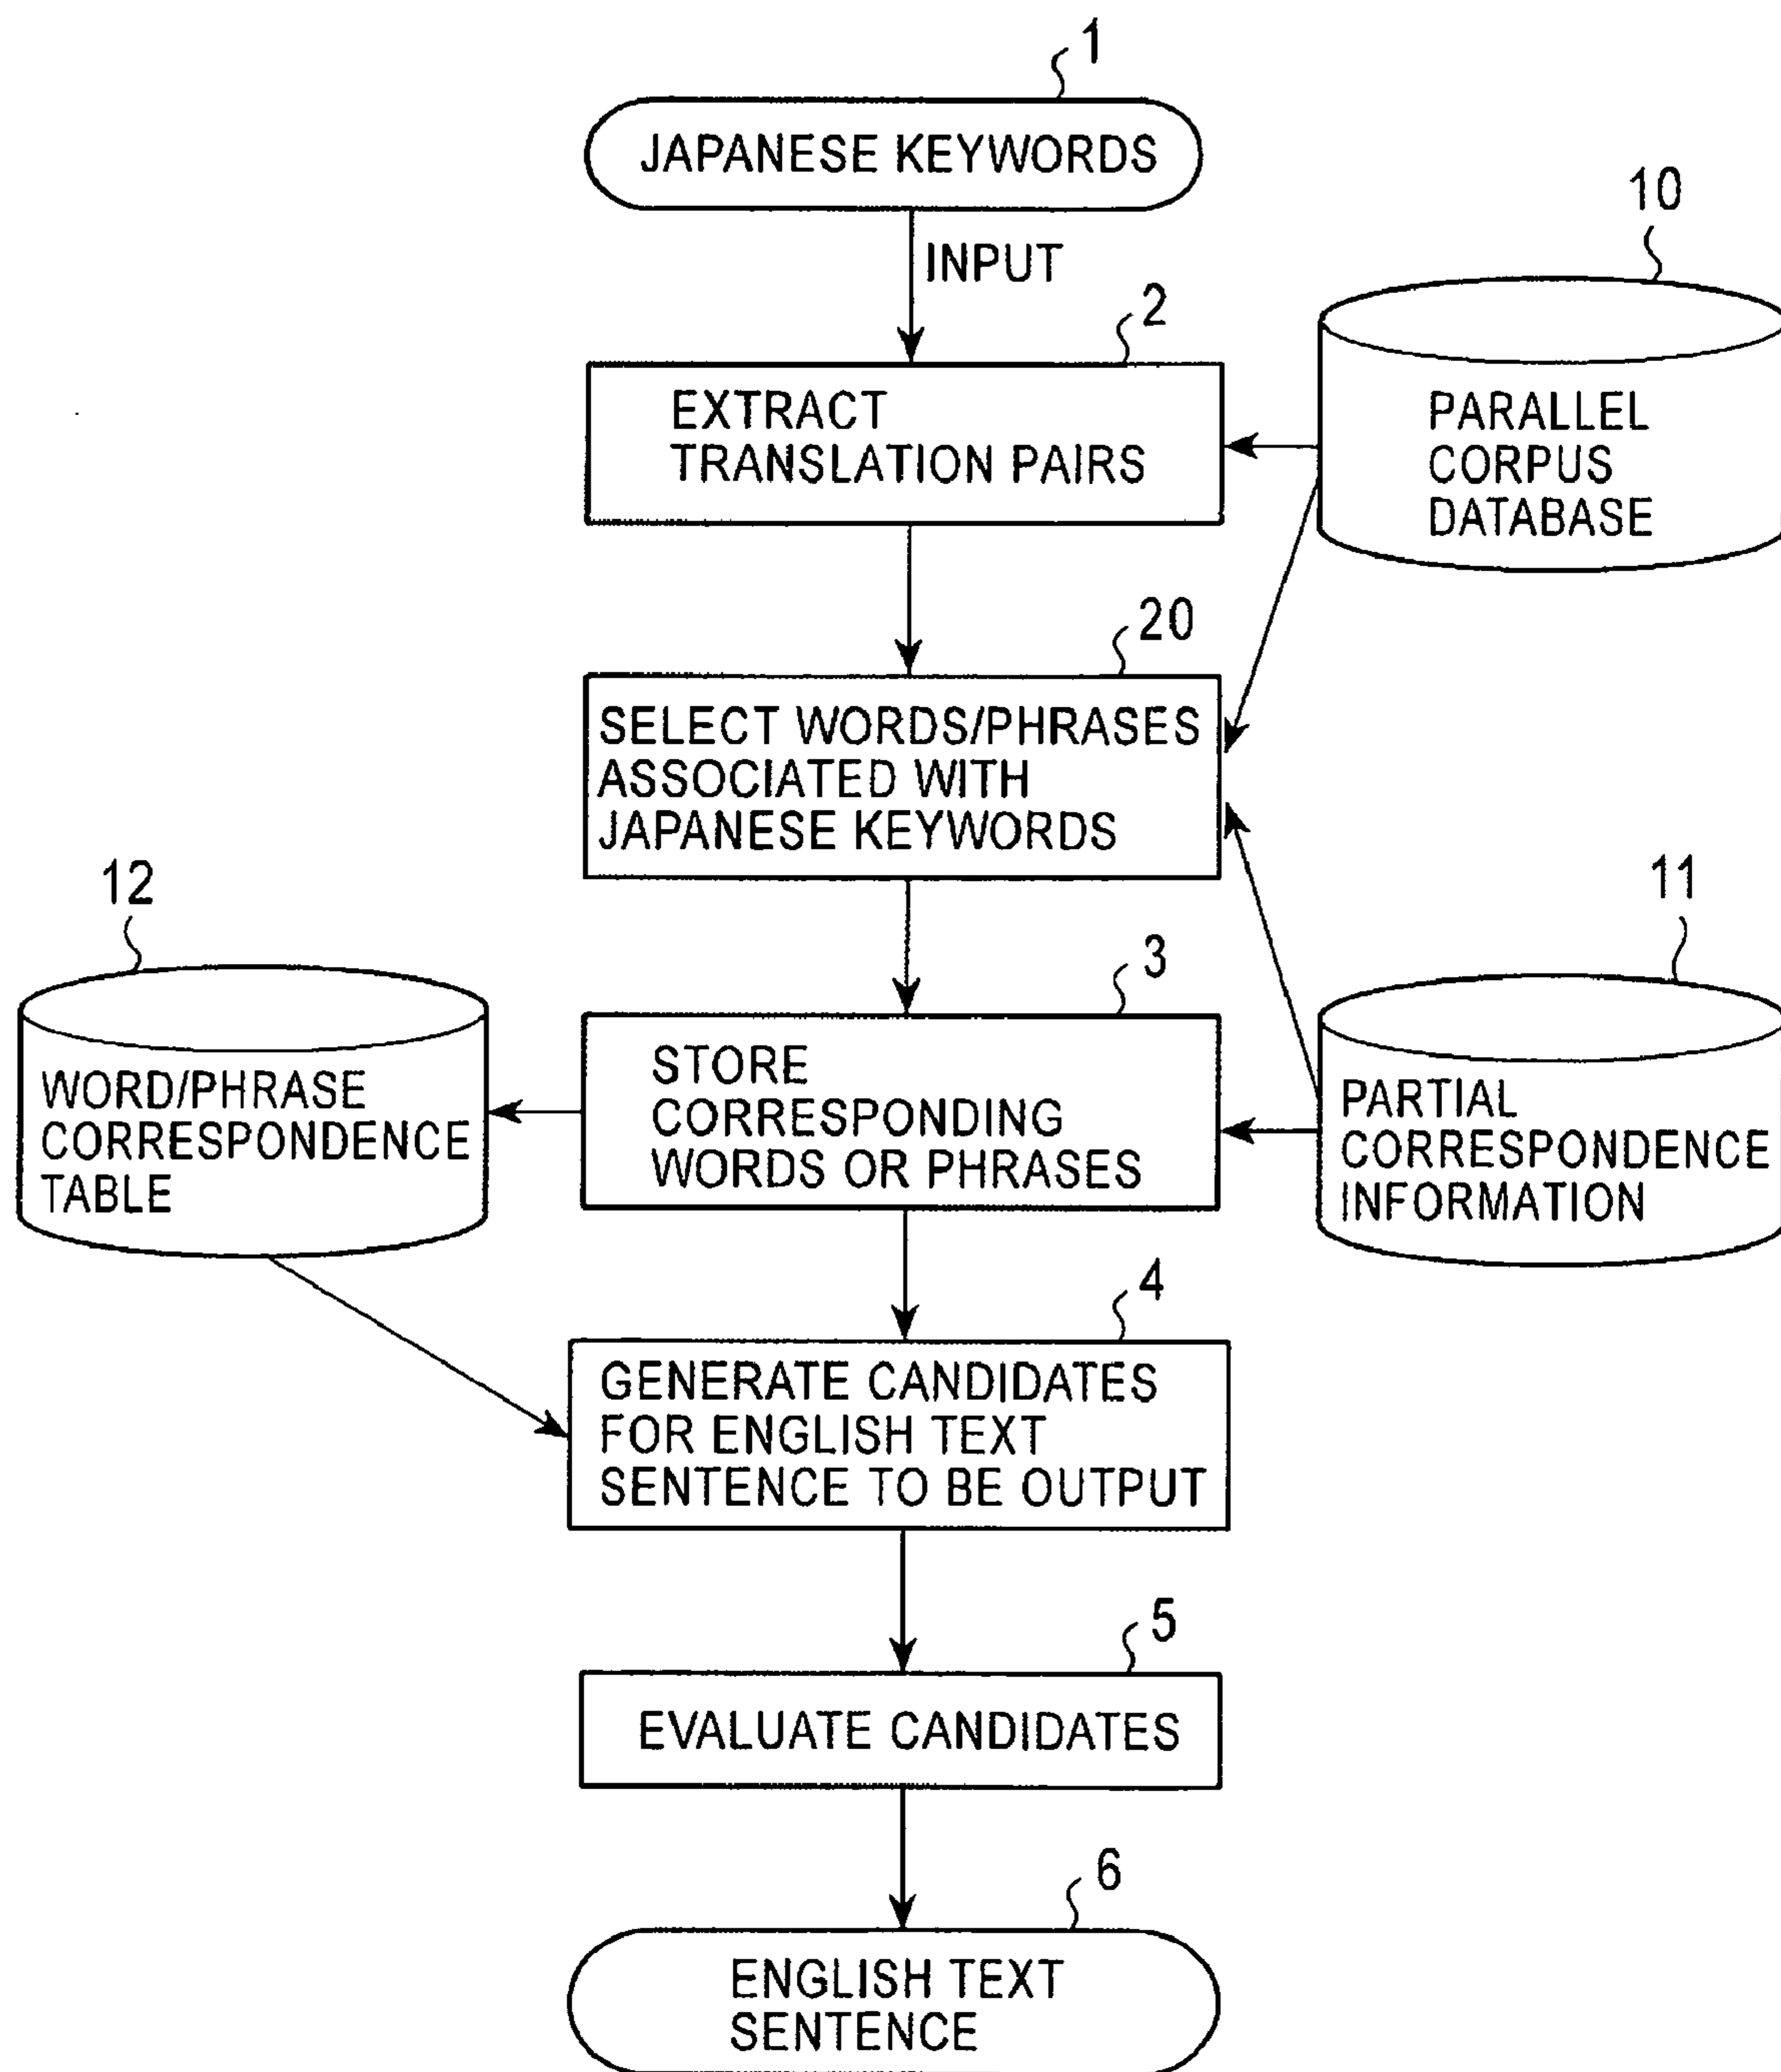 1
JAPANESE KEYWORDS
INPUT
10
2
EXTRACT
TRANSLATION PAIRS
PARALLEL
CORPUS
DATABASE
20
SELECT WORDS/PHRASES
ASSOCIATED WITH
JAPANESE KEYWORDS
12
11
3
WORD/PHRASE
CORRESPONDENCE
TABLE
STORE
CORRESPONDING
WORDS OR PHRASES
PARTIAL
CORRESPONDENCE
INFORMATION
4
GENERATE CANDIDATES
FOR ENGLISH TEXT
SENTENCE TO BE OUTPUT
5
EVALUATE CANDIDATES
6
ENGLISH TEXT
SENTENCE